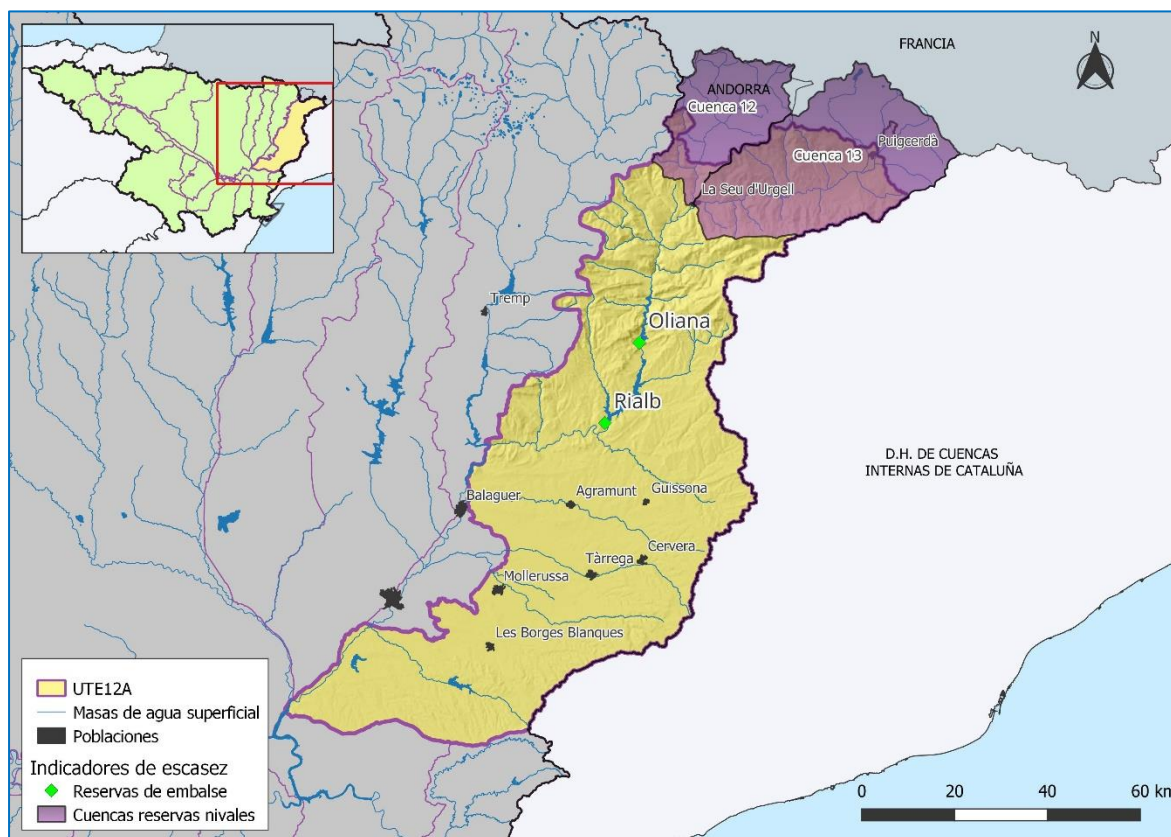 FRANCIA
N
ANDORRA
Cuenca 12
Puigcerdà
Cuenca 13
La Seu d'Urgell
Tremp
Oliana
Rialb
D.H. DE CUENCAS
INTERNAS DE CATALUÑA
Balaguer
Agramunt
Guissona
Cervera
Tàrrega
Mollerussa
Les Borges Blanques
UTE12A
Masas de agua superficial
Poblaciones
Indicadores de escasez
Reservas de embalse
Cuencas reservas nivales
0 20 40 60 km